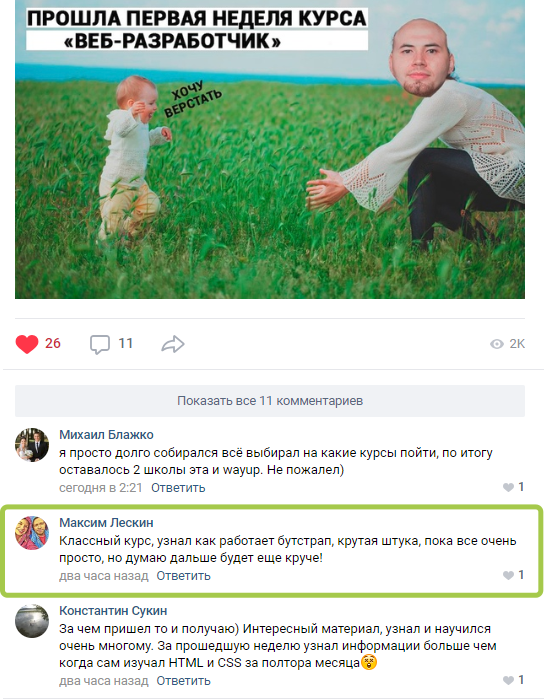 ПРОШЛА ПЕРВАЯ НЕДЕЛЯ КУРСА
«ВЕБ-РАЗРАБОТЧИК»
ХОЧУ
ВЕРСТАТЬ
26
11
2K
Показать все 11 комментариев
Михаил Блажко
я просто долго собирался всё выбирал на какие курсы пойти, по итогу
оставалось 2 школы эта и wayup. Не пожалел)
сегодня в 2:21 Ответить
1
Максим Лескин
Классный курс, узнал как работает бутстрап, крутая штука, пока все очень
просто, но думаю дальше будет еще круче!
два часа назад Ответить
1
Константин Сукин
За чем пришел то и получаю) Интересный материал, узнал и научился
очень многому. За прошедшую неделю узнал информации больше чем
когда сам изучал HTML и CSS за полтора месяца😲
два часа назад Ответить
1